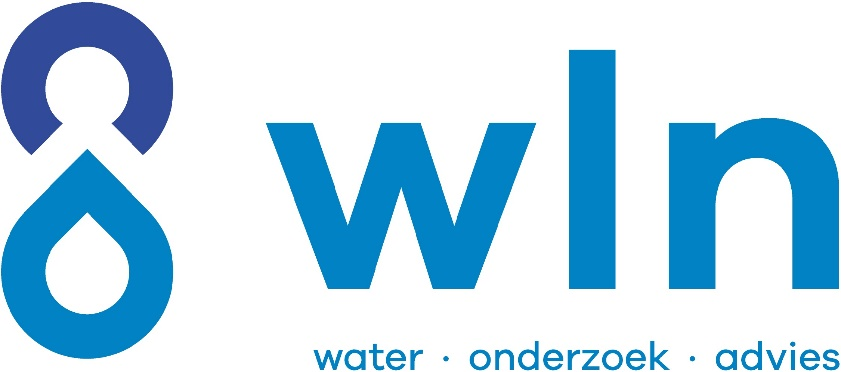 wln
water · onderzoek · advies